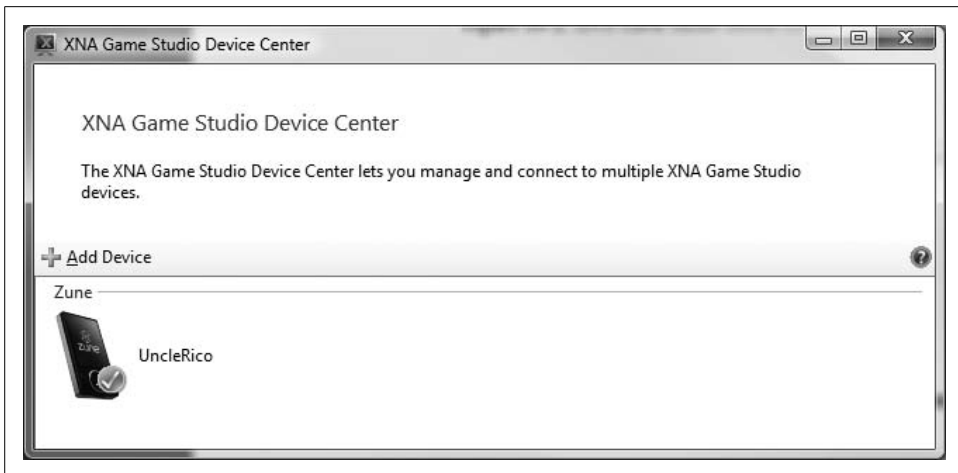 XNA Game Studio Device Center
XNA Game Studio Device Center
The XNA Game Studio Device Center lets you manage and connect to multiple XNA Game Studio
devices.
Add Device
Zune
zune
UncleRico